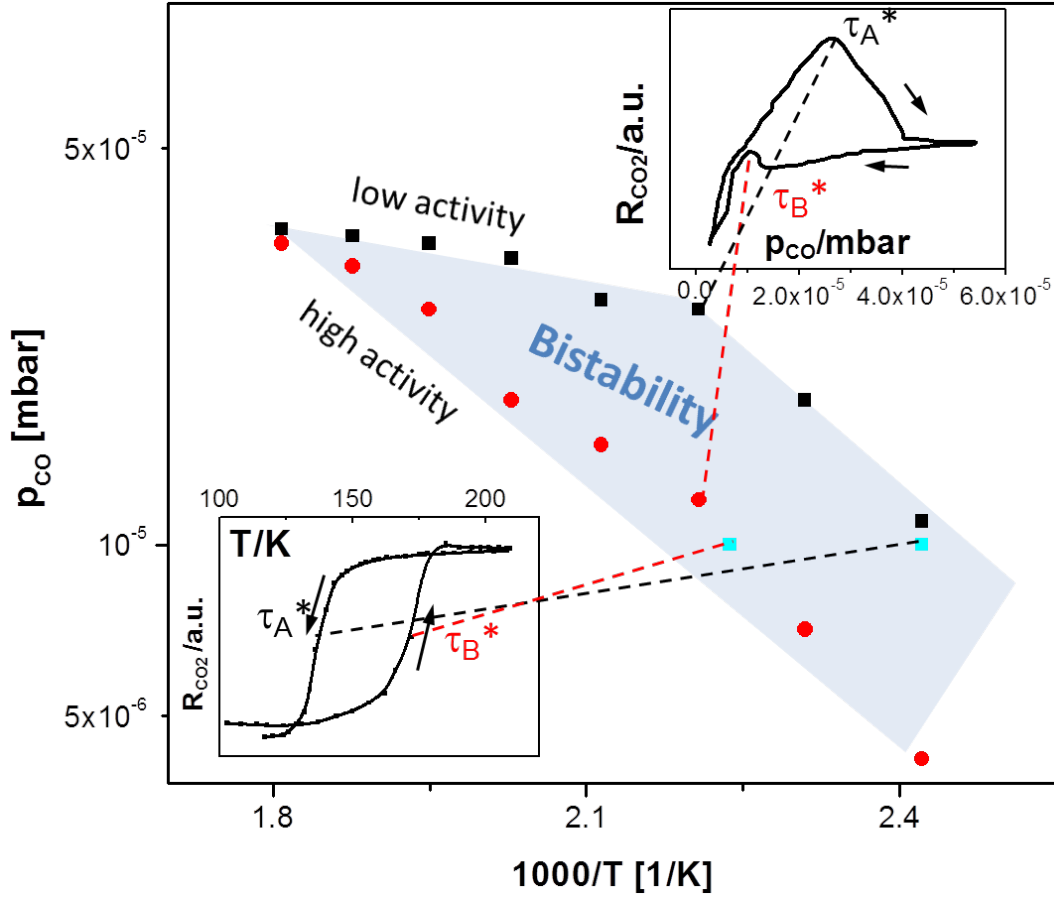 τA*
RCO2/a.u.
τB*
pCO/mbar
0.0 2.0x10-5 4.0x10-5 6.0x10-5
5x10-5
10-5
5x10-6
pCO [mbar]
low activity
high activity
Bistability
100 150 200
T/K
τA*
τB*
RCO2/a.u.
1.8 2.1 2.4
1000/T [1/K]